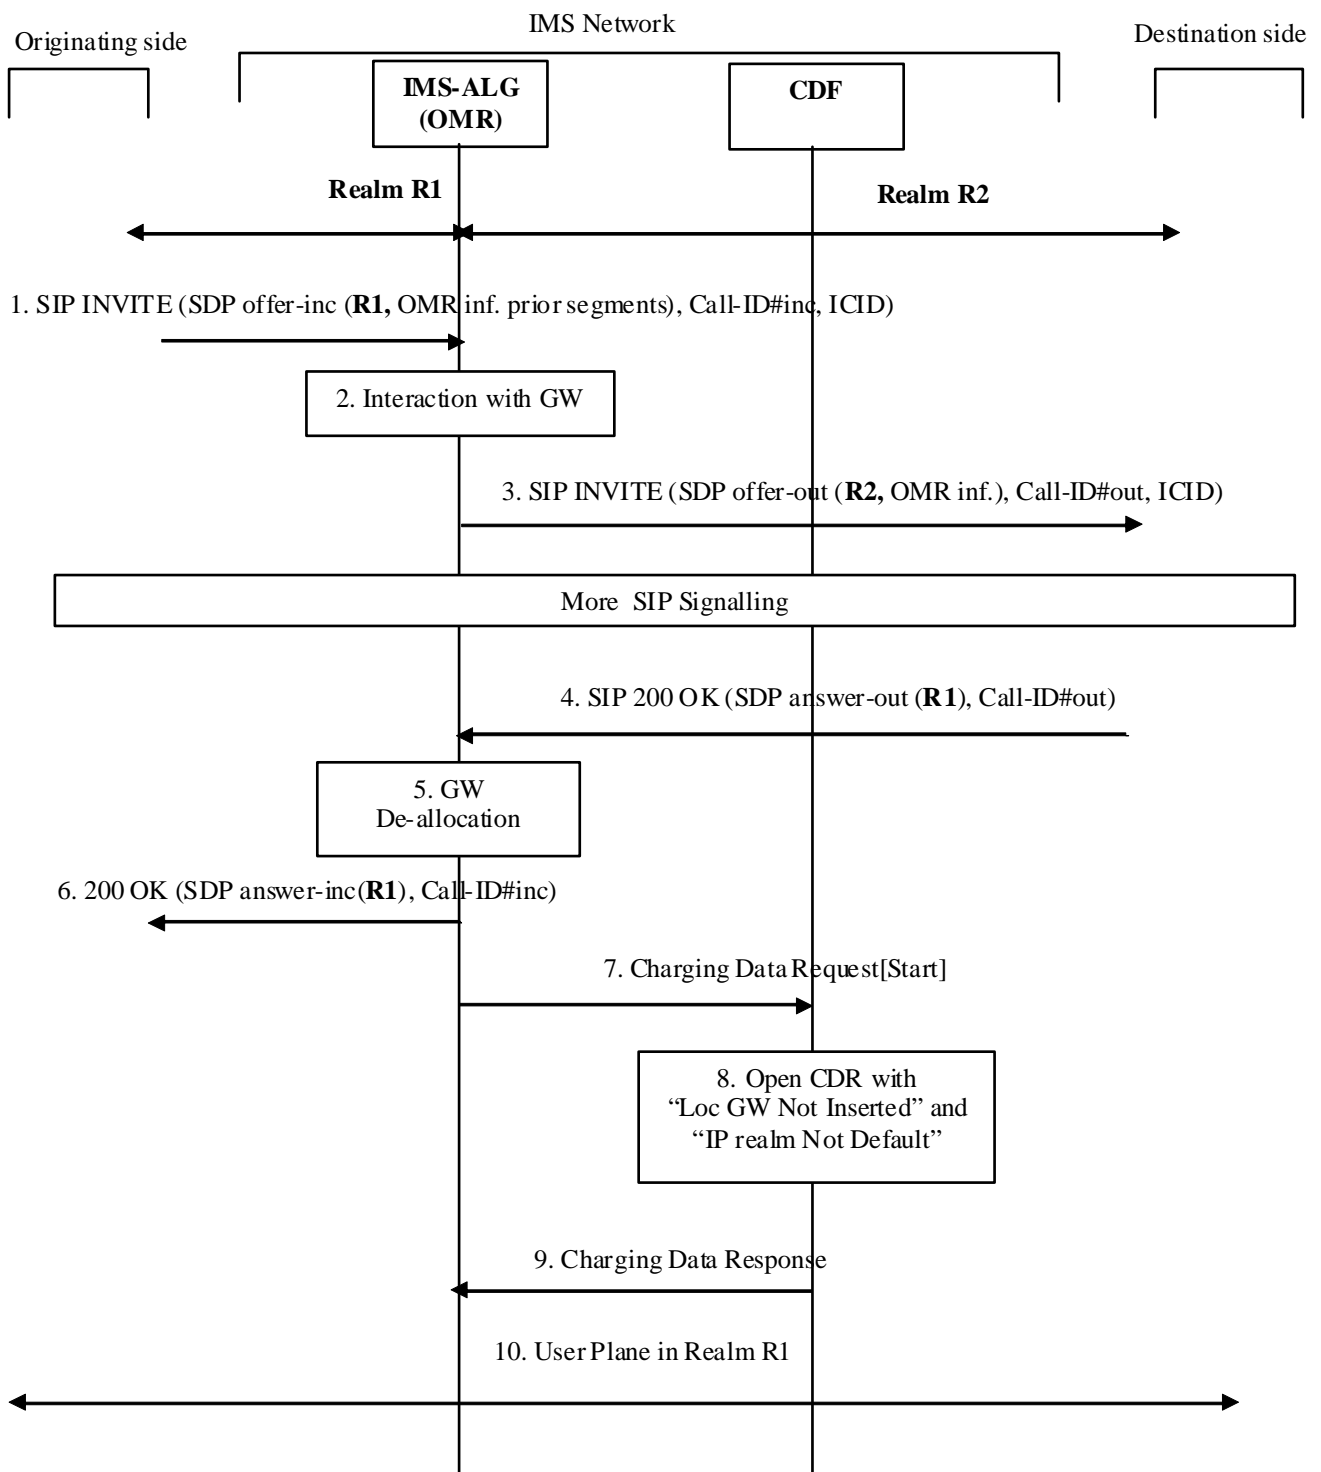 IMS Network
Originating side
Destination side
IMS-ALG
(OMR)
CDF
Realm R1
Realm R2
1. SIP INVITE (SDP offer-inc (R1, OMR inf. prior segments), Call-ID#inc, ICID)
2. Interaction with GW
3. SIP INVITE (SDP offer-out (R2, OMR inf.), Call-ID#out, ICID)
More SIP Signalling
4. SIP 200 OK (SDP answer-out (R1), Call-ID#out)
5. GW
De-allocation
6. 200 OK (SDP answer-inc(R1), Call-ID#inc)
7. Charging Data Request[Start]
8. Open CDR with
“Loc GW Not Inserted” and
“IP realm Not Default”
9. Charging Data Response
10. User Plane in Realm R1